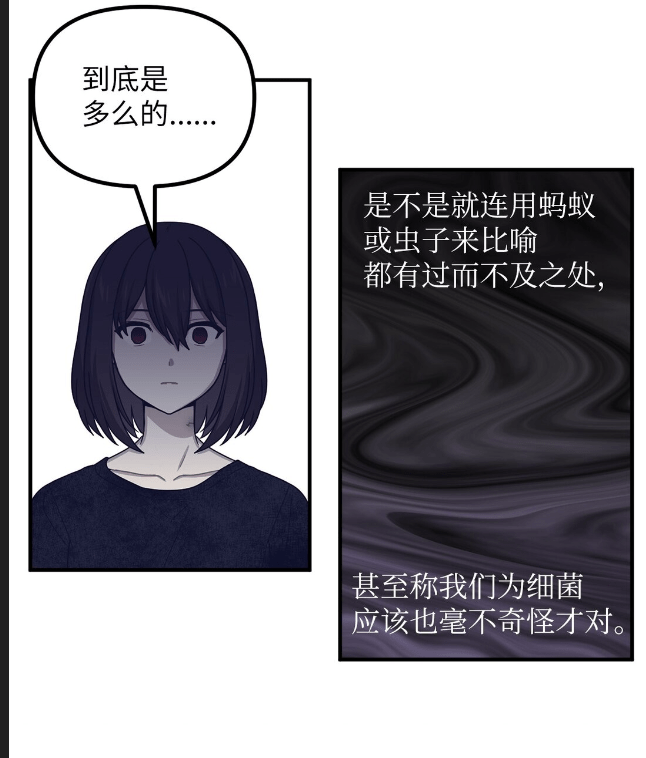 到底是
多么的……
是不是就连用蚂蚁
或虫子来比喻
都有过而不及之处，
甚至称我们为细菌
应该也毫不奇怪才对。